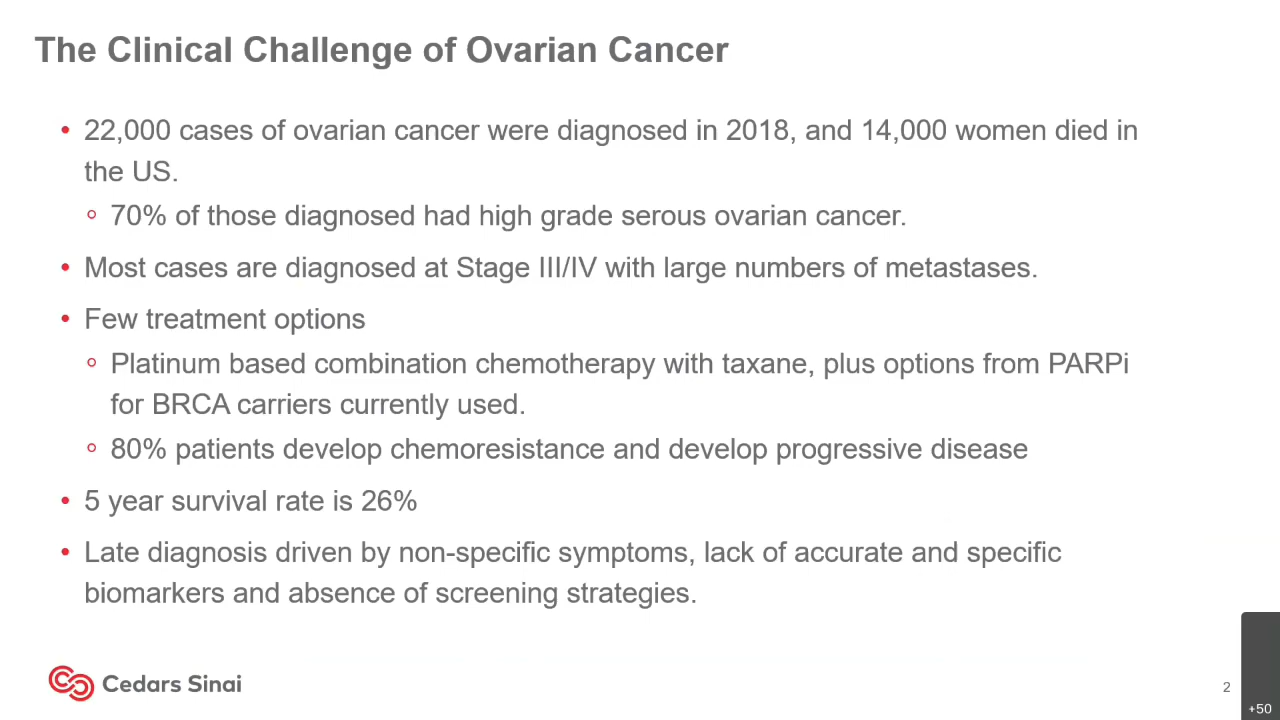 The Clinical Challenge of Ovarian Cancer
• 22,000 cases of ovarian cancer were diagnosed in 2018, and 14,000 women died in
the US.
° 70% of those diagnosed had high grade serous ovarian cancer.
• Most cases are diagnosed at Stage III/IV with large numbers of metastases.
• Few treatment options
° Platinum based combination chemotherapy with taxane, plus options from PARPi
for BRCA carriers currently used.
° 80% patients develop chemoresistance and develop progressive disease
• 5 year survival rate is 26%
• Late diagnosis driven by non-specific symptoms, lack of accurate and specific
biomarkers and absence of screening strategies.
Cedars Sinai
2
+50